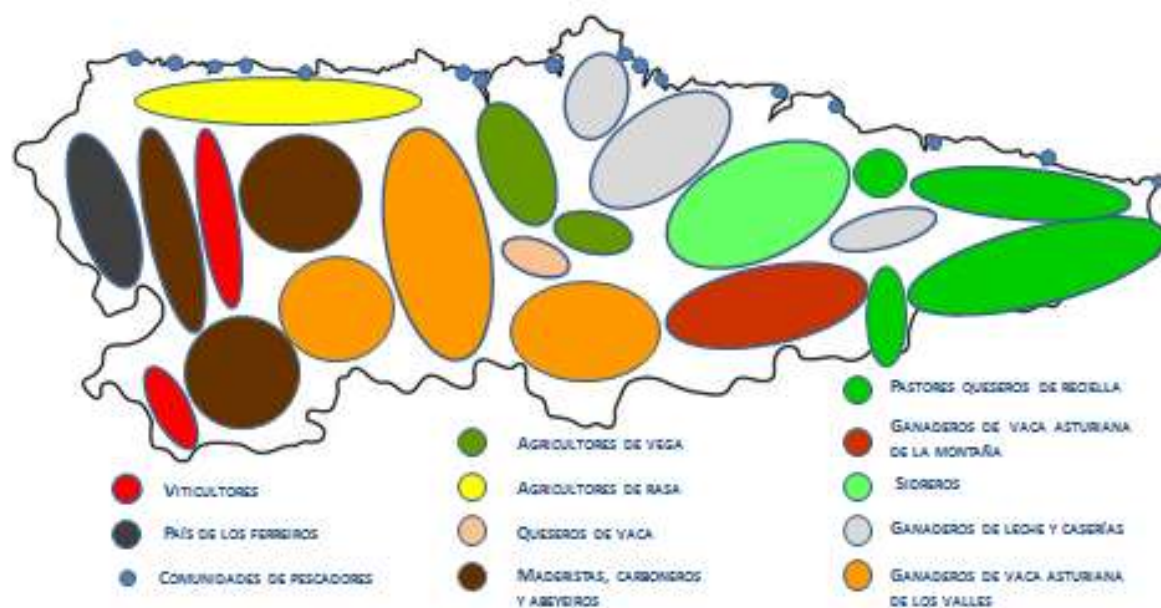 VITICULTORES
PAÍS DE LOS FERREIROS
COMUNIDADES DE PESCADORES
AGRICULTORES DE VEGA
AGRICULTORES DE RASA
QUESEROS DE VACA
MADERISTAS, CARBONEROS
Y ABEYEIROS
PASTORES QUESEROS DE RECIELLA
GANADEROS DE VACA ASTURIANA
DE LA MONTAÑA
SIDREROS
GANADEROS DE LECHE Y CASERÍAS
GANADEROS DE VACA ASTURIANA
DE LOS VALLES